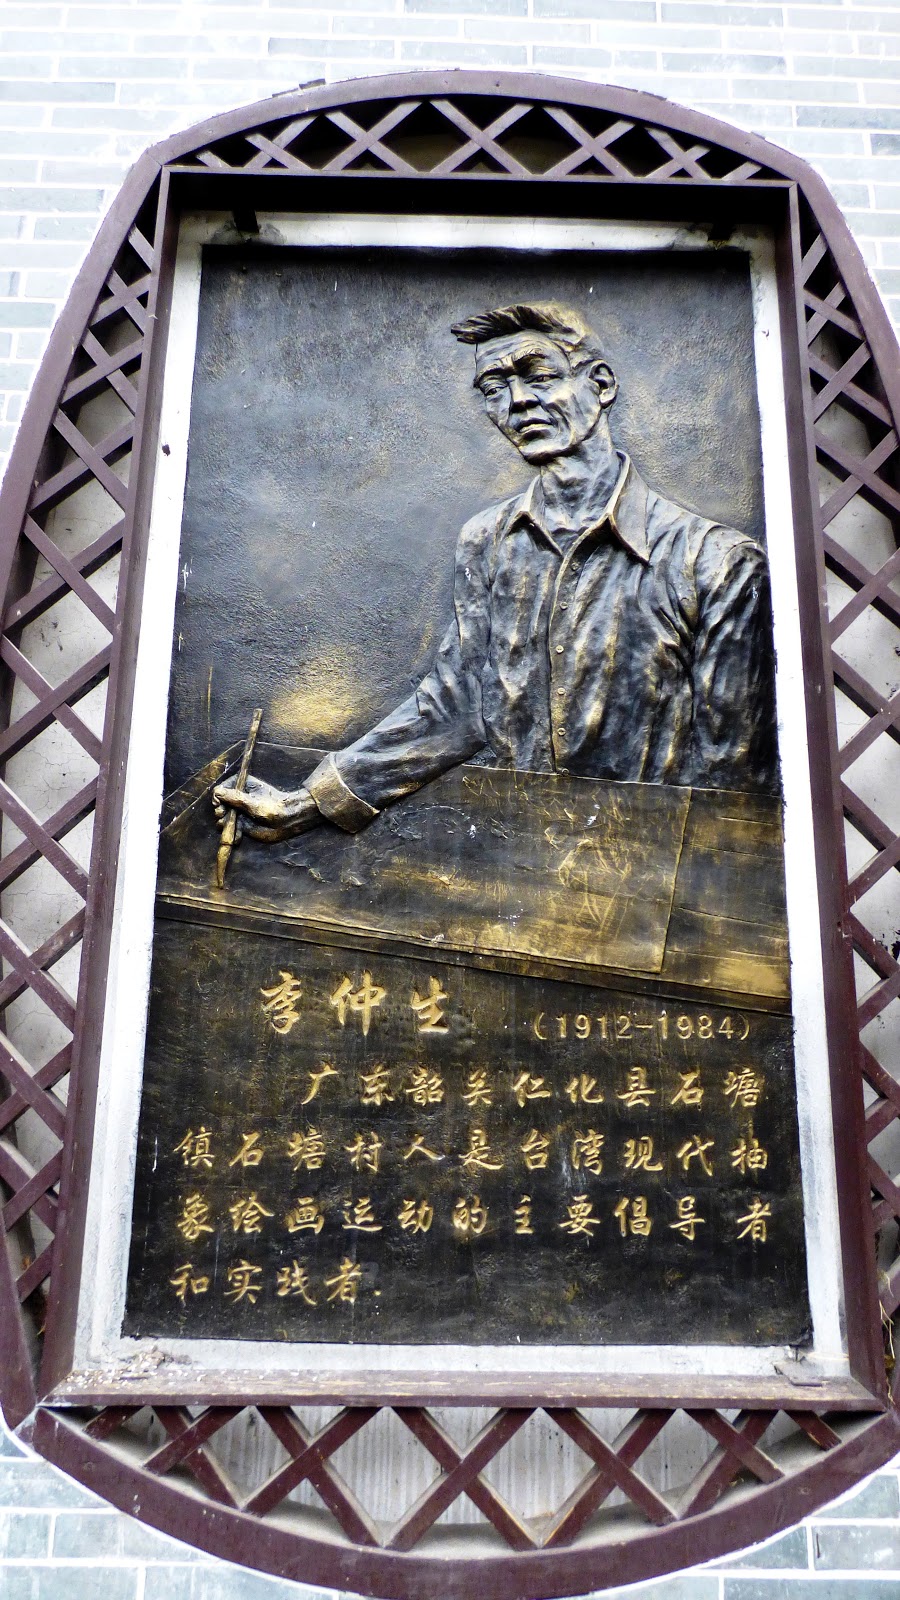 李仲生 (1912-1984)
广东韶关仁化县石塘
镇石塘村人是台湾现代抽
象绘画运动的主要倡导者
和实践者.